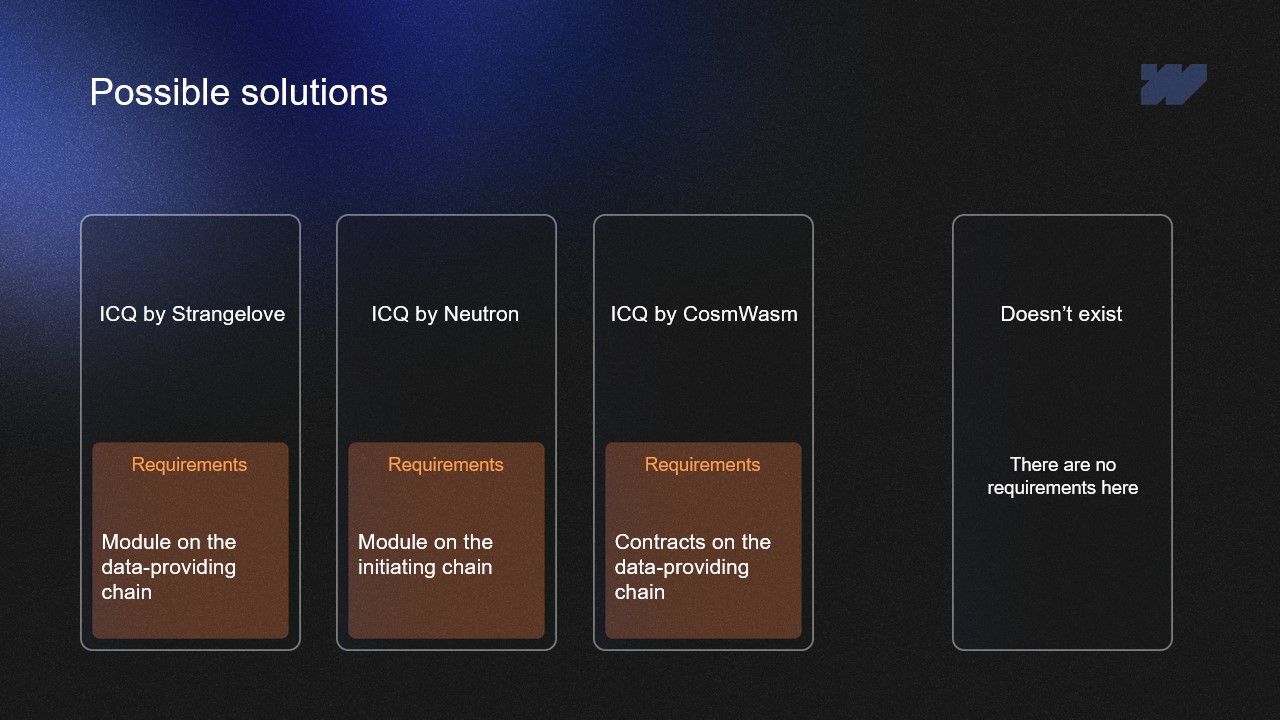 Possible solutions
ICQ by Strangelove
Requirements
Module on the
data-providing
chain
ICQ by Neutron
Requirements
Module on the
initiating chain
ICQ by CosmWasm
Requirements
Contracts on the
data-providing
chain
Doesn’t exist
There are no
requirements here